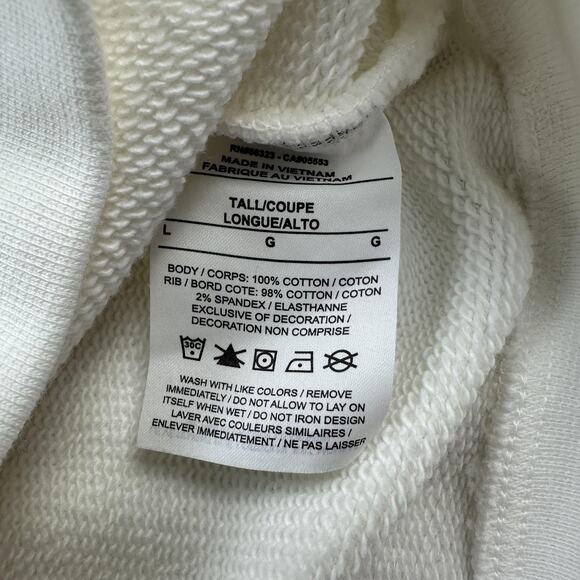 RN#56323 - CA#05553
MADE IN VIETNAM
FABRIQUE AU VIETNAM
TALL/COUPE
LONGUE/ALTO
L G G
BODY / CORPS: 100% COTTON / COTON
RIB / BORD COTE: 98% COTTON / COTON
2% SPANDEX / ELASTHANNE
EXCLUSIVE OF DECORATION /
DECORATION NON COMPRISE
30C
WASH WITH LIKE COLORS / REMOVE
IMMEDIATELY / DO NOT ALLOW TO LAY ON
ITSELF WHEN WET / DO NOT IRON DESIGN
LAVER AVEC COULEURS SIMILAIRES /
ENLEVER IMMEDIATEMENT / NE PAS LAISSER